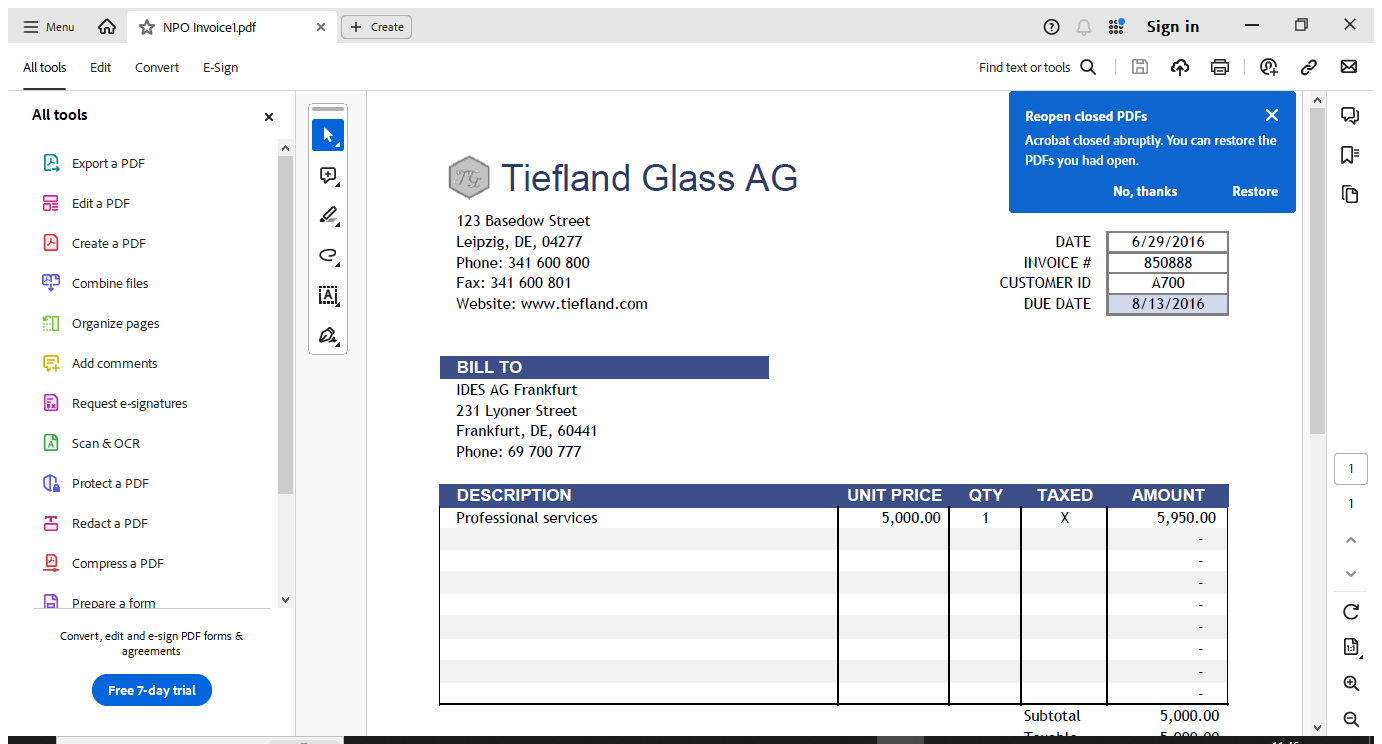 Menu
NPO Invoice1.pdf
Create
Sign in
All tools
Edit
Convert
E-Sign
Find text or tools
All tools
Export a PDF
Edit a PDF
Create a PDF
Combine files
Organize pages
Add comments
Request e-signatures
Scan & OCR
Protect a PDF
Redact a PDF
Compress a PDF
Prepare a form
Convert, edit and e-sign PDF forms &
agreements
Free 7-day trial
Reopen closed PDFs
Acrobat closed abruptly. You can restore the
PDFs you had open.
No, thanks Restore
TG Tiefland Glass AG
123 Basedow Street
Leipzig, DE, 04277
Phone: 341 600 800
Fax: 341 600 801
Website: www.tiefland.com
DATE 6/29/2016
INVOICE # 850888
CUSTOMER ID A700
DUE DATE 8/13/2016
BILL TO
IDES AG Frankfurt
231 Lyoner Street
Frankfurt, DE, 60441
Phone: 69 700 777
DESCRIPTION UNIT PRICE QTY TAXED AMOUNT
Professional services 5,000.00 1 X 5,950.00
-
-
-
-
-
-
-
-
Subtotal 5,000.00
Taxable 5,000.00
1
1
1:1